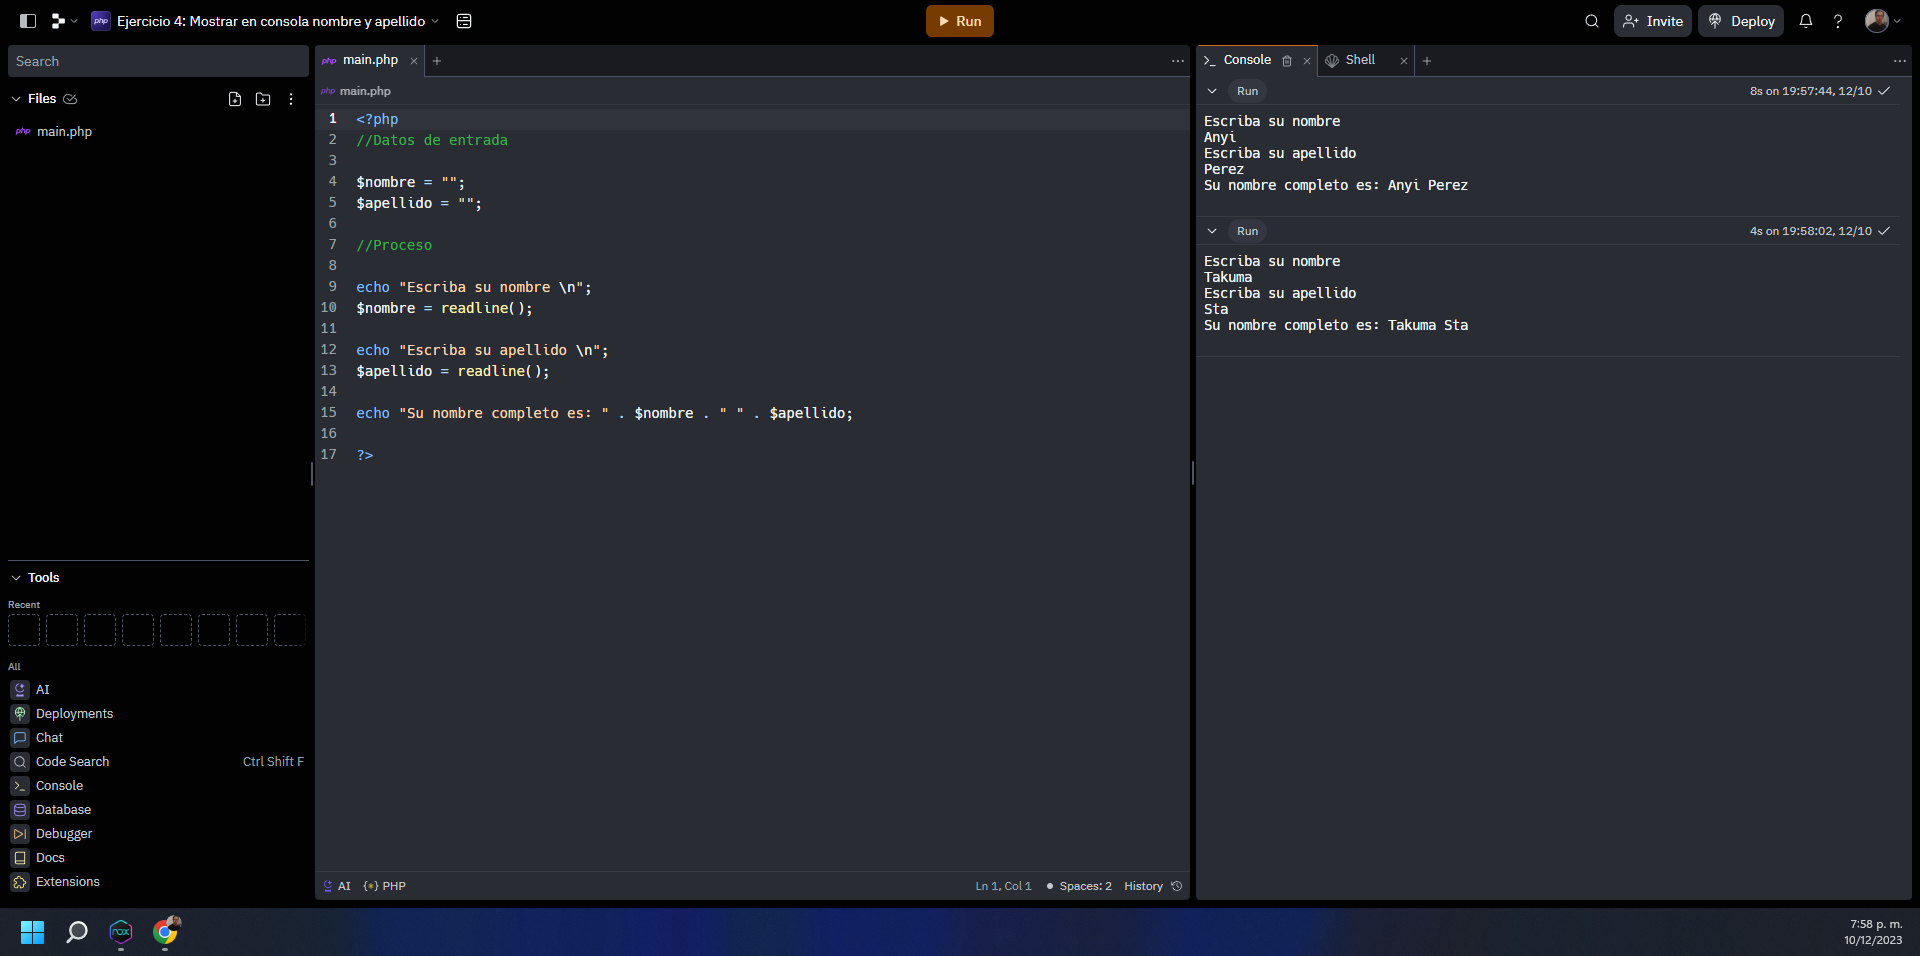 php Ejercicio 4: Mostrar en consola nombre y apellido
Run
Invite
Deploy
?
Search
Files
php main.php
Tools
Recent
All
AI
Deployments
Chat
Code Search Ctrl Shift F
Console
Database
Debugger
Docs
Extensions
php main.php
php main.php
1 <?php
2 //Datos de entrada
3
4 $nombre = "";
5 $apellido = "";
6
7 //Proceso
8
9 echo "Escriba su nombre \n";
10 $nombre = readline();
11
12 echo "Escriba su apellido \n";
13 $apellido = readline();
14
15 echo "Su nombre completo es: " . $nombre . " " . $apellido;
16
17 ?>
AI {•} PHP
Ln 1, Col 1 • Spaces: 2 History
Console
Shell
Run 8s on 19:57:44, 12/10
Escriba su nombre
Anyi
Escriba su apellido
Perez
Su nombre completo es: Anyi Perez
Run 4s on 19:58:02, 12/10
Escriba su nombre
Takuma
Escriba su apellido
Sta
Su nombre completo es: Takuma Sta
nox
7:58 p. m.
10/12/2023